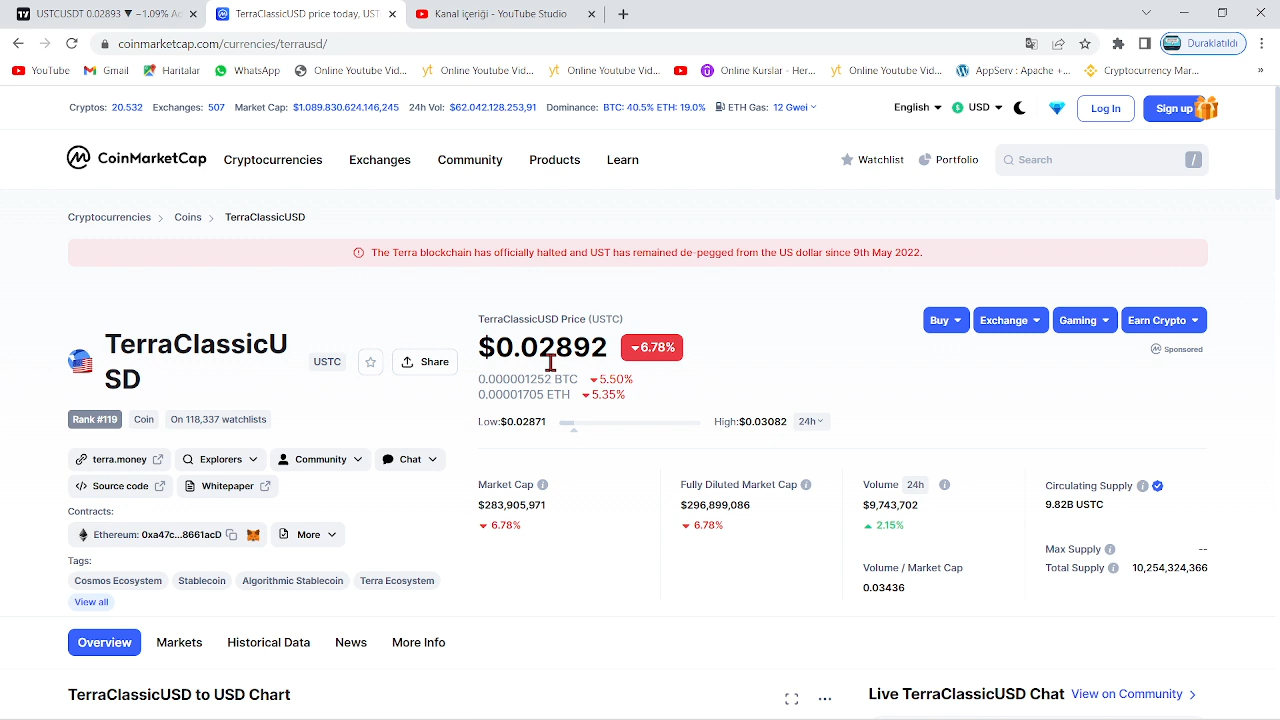 USTCUSDT 0.02893 ▼ −1.09%
TerraClassicUSD price today, UST
Kanal içeriği - YouTube Studio
coinmarketcap.com/currencies/terrausd/
Duraklatıldı
YouTube
Gmail
Haritalar
WhatsApp
Online Youtube Vid...
Online Youtube Vid...
Online Youtube Vid...
Online Kurslar - Her...
Online Youtube Vid...
AppServ : Apache +...
Cryptocurrency Mar...
»
Cryptos: 20.532 Exchanges: 507 Market Cap: $1.089.830.624.146,245 24h Vol: $62.042.128.253,91 Dominance: BTC: 40.5% ETH: 19.0% ETH Gas: 12 Gwei
English USD Log In Sign up
CoinMarketCap Cryptocurrencies Exchanges Community Products Learn
Watchlist Portfolio Search /
Cryptocurrencies > Coins > TerraClassicUSD
The Terra blockchain has officially halted and UST has remained de-pegged from the US dollar since 9th May 2022.
TerraClassicU
SD
USTC
Share
Rank #119 Coin On 118,337 watchlists
terra.money Explorers Community Chat
Source code Whitepaper
Contracts:
Ethereum: 0xa47c...8661acD More
Tags:
Cosmos Ecosystem Stablecoin Algorithmic Stablecoin Terra Ecosystem
View all
TerraClassicUSD Price (USTC)
$0.02892 6.78%
0.000001252 BTC 5.50%
0.00001705 ETH 5.35%
Low:$0.02871 High:$0.03082 24h
Buy Exchange Gaming Earn Crypto
Sponsored
Market Cap
$283,905,971
6.78%
Fully Diluted Market Cap
$296,899,086
6.78%
Volume 24h
$9,743,702
2.15%
Volume / Market Cap
0.03436
Circulating Supply
9.82B USTC
Max Supply --
Total Supply 10,254,324,366
Overview Markets Historical Data News More Info
TerraClassicUSD to USD Chart
Live TerraClassicUSD Chat View on Community >